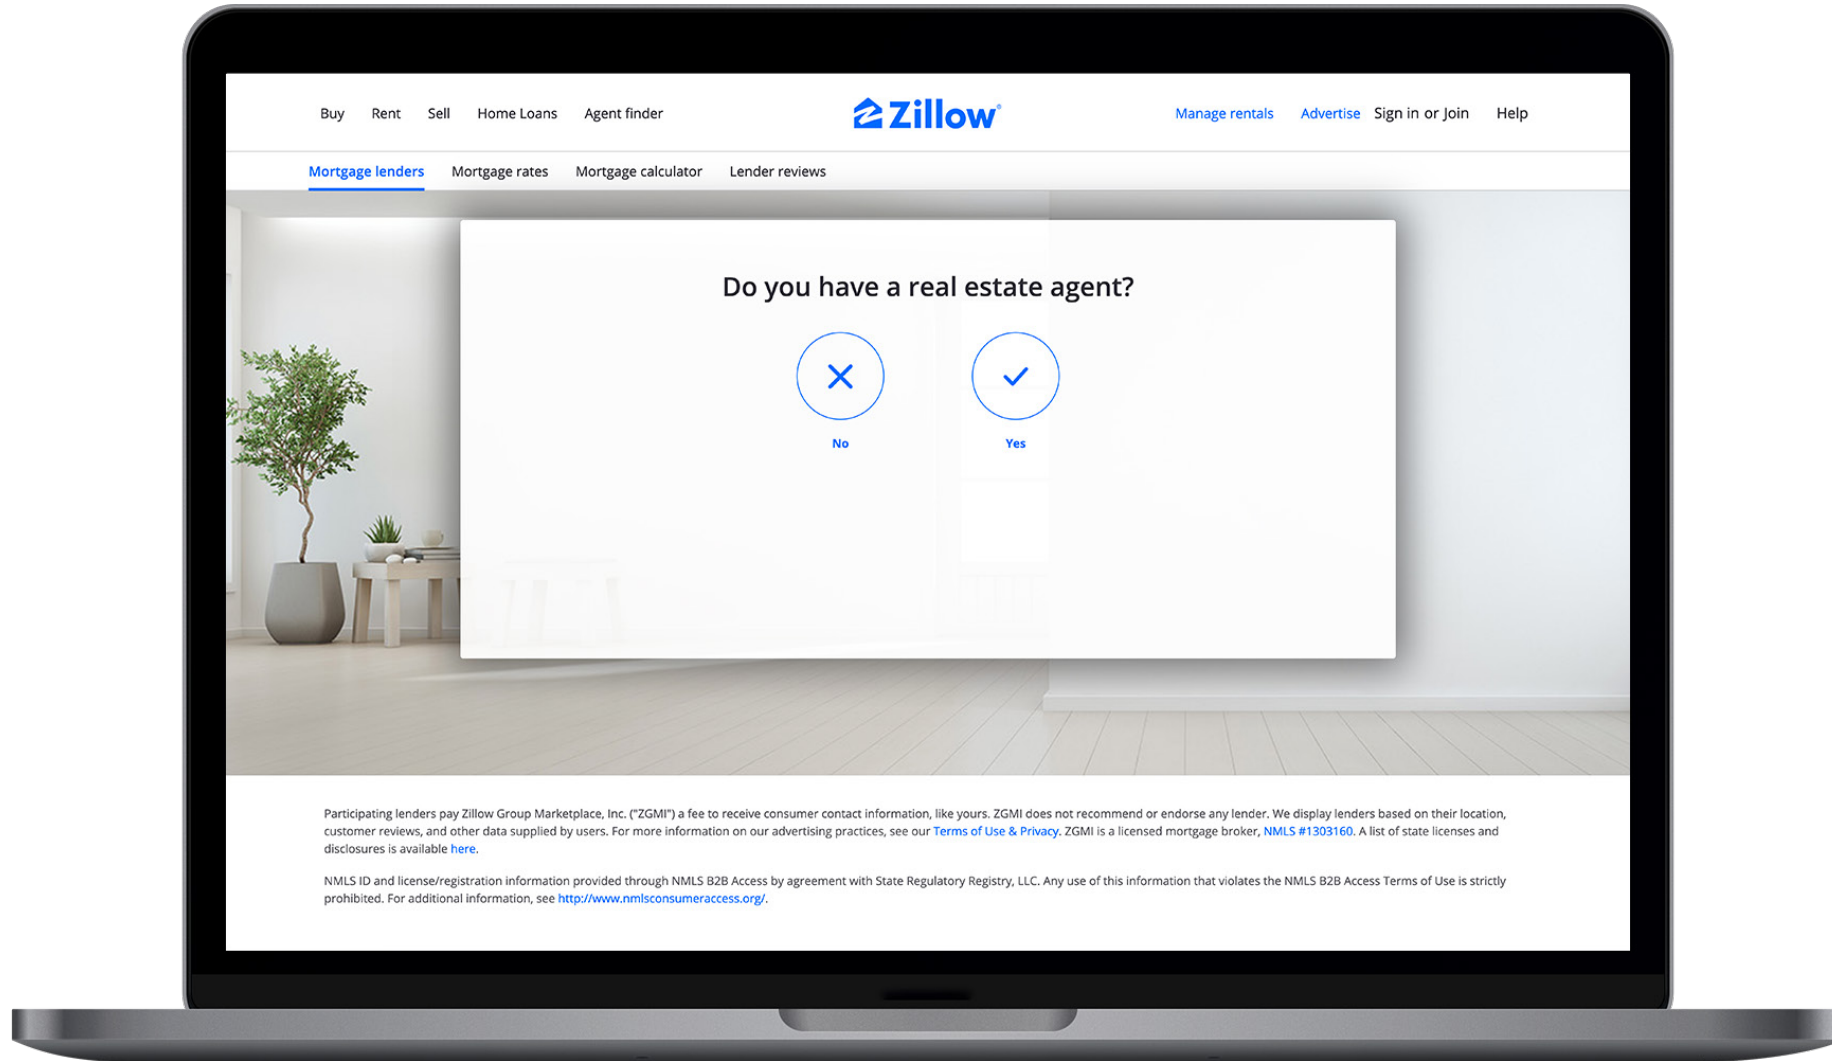 Buy Rent Sell Home Loans Agent finder Zillow® Manage rentals Advertise Sign in or Join Help
Mortgage lenders Mortgage rates Mortgage calculator Lender reviews
Do you have a real estate agent?
No Yes
Participating lenders pay Zillow Group Marketplace, Inc. ("ZGMI") a fee to receive consumer contact information, like yours. ZGMI does not recommend or endorse any lender. We display lenders based on their location,
customer reviews, and other data supplied by users. For more information on our advertising practices, see our Terms of Use & Privacy. ZGMI is a licensed mortgage broker, NMLS #1303160. A list of state licenses and
disclosures is available here.
NMLS ID and license/registration information provided through NMLS B2B Access by agreement with State Regulatory Registry, LLC. Any use of this information that violates the NMLS B2B Access Terms of Use is strictly
prohibited. For additional information, see http://www.nmlsconsumeraccess.org/.